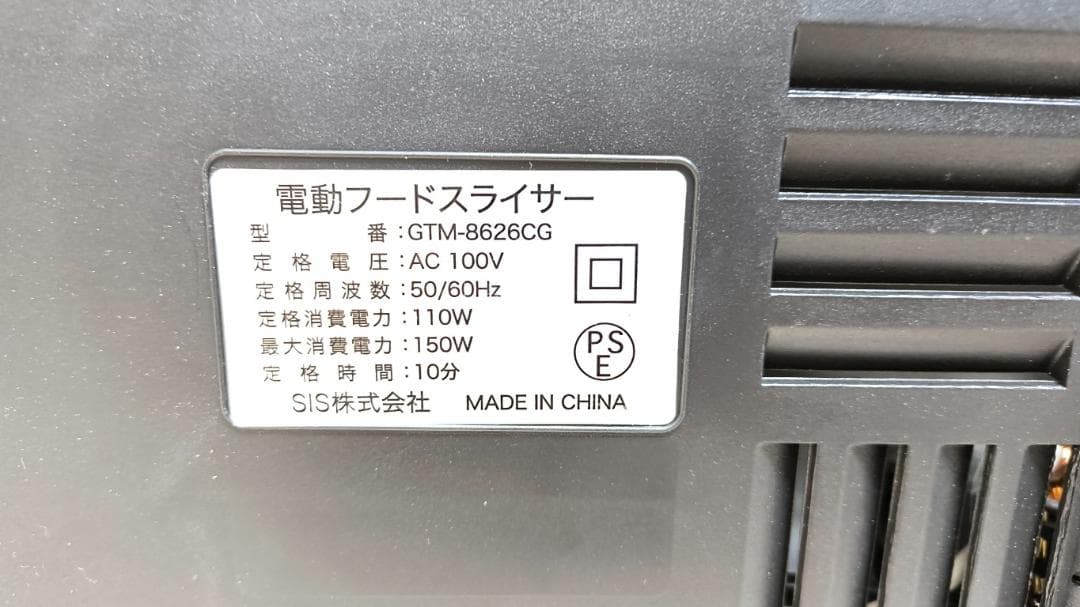 電動フードスライサー
型番:GTM-8626CG
定格電圧:AC 100V
定格周波数:50/60Hz
定格消費電力:110W
最大消費電力:150W
定格時間:10分
PSE
SIS株式会社 MADE IN CHINA